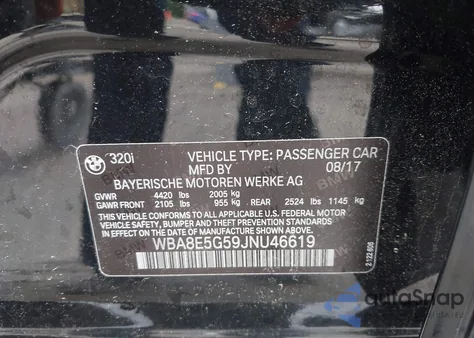 320i VEHICLE TYPE: PASSENGER CAR
MFD BY 08/17
BAYERISCHE MOTOREN WERKE AG
GVWR 4420 lbs 2005 kg
GAWR FRONT 2105 lbs 955 kg REAR 2524 lbs 1145 kg
THIS VEHICLE CONFORMS TO ALL APPLICABLE U.S. FEDERAL MOTOR
VEHICLE SAFETY, BUMPER AND THEFT PREVENTION STANDARDS
IN EFFECT ON THE DATE OF MANUFACTURE SHOWN ABOVE.
WBA8E5G59JNU46619
autoSnap